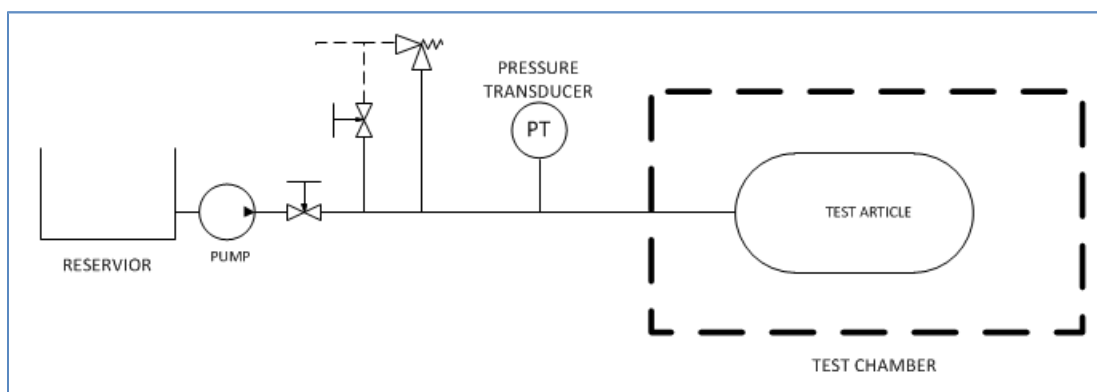 PRESSURE
TRANSDUCER
PT
TEST ARTICLE
PUMP
RESERVIOR
TEST CHAMBER